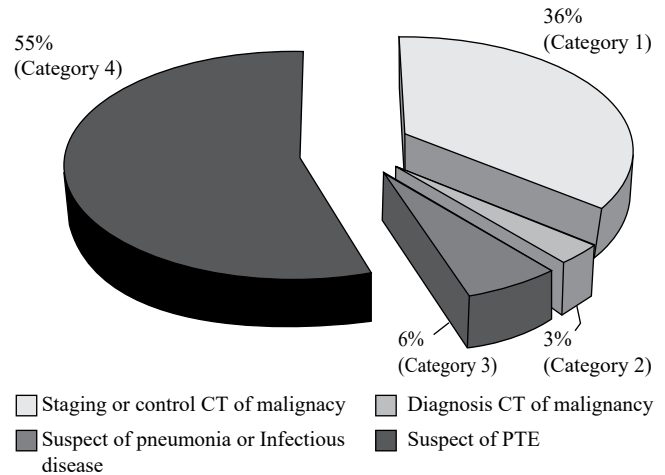 36%
(Category 1)
55%
(Category 4)
6%
(Category 3)
3%
(Category 2)
Staging or control CT of malignacy
Diagnosis CT of malignancy
Suspect of pneumonia or Infectious
disease
Suspect of PTE